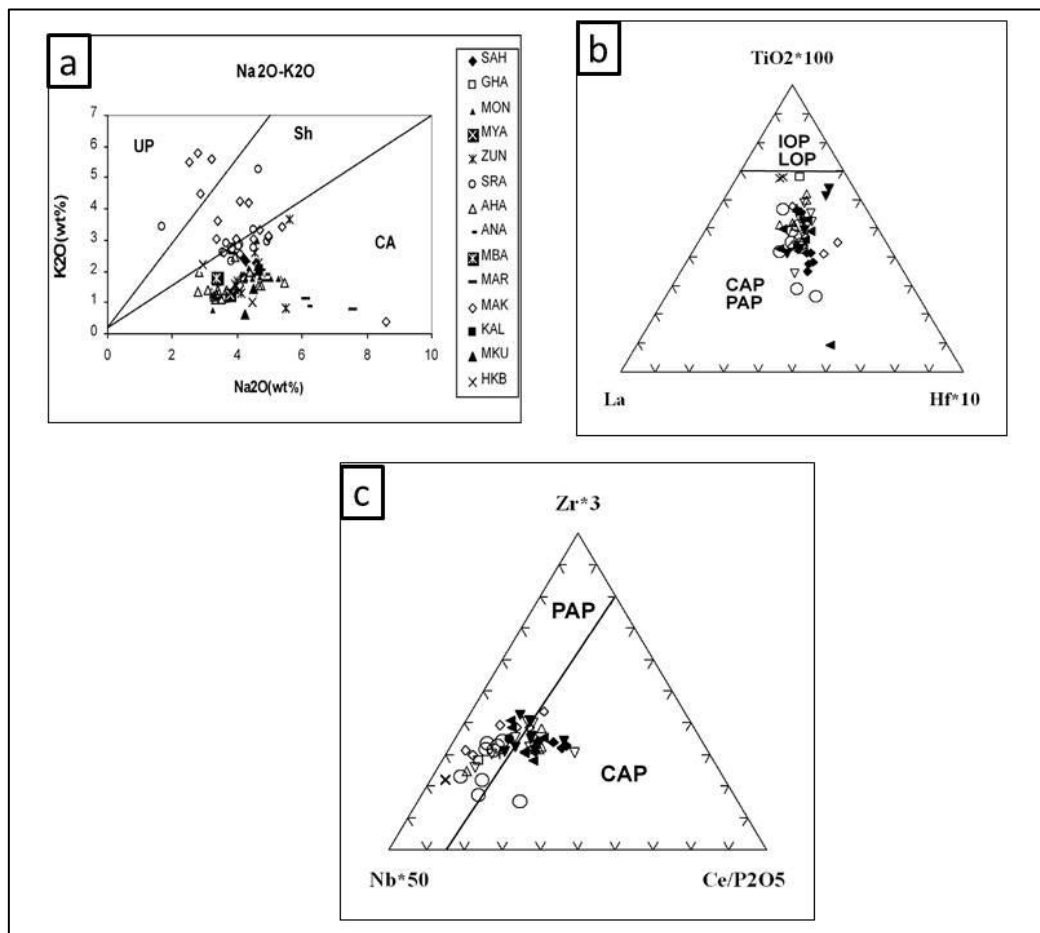 a
Na2O-K2O
K2O(wt%)
7
6
5
4
3
2
1
0
UP
Sh
CA
0 2 4 6 8 10
Na2O(wt%)
SAH
GHA
MON
MYA
ZUN
SRA
AHA
ANA
MBA
MAR
MAK
KAL
MKU
HKB
b
TiO2*100
IOP
LOP
CAP
PAP
La Hf*10
c
Zr*3
PAP
CAP
Nb*50 Ce/P2O5